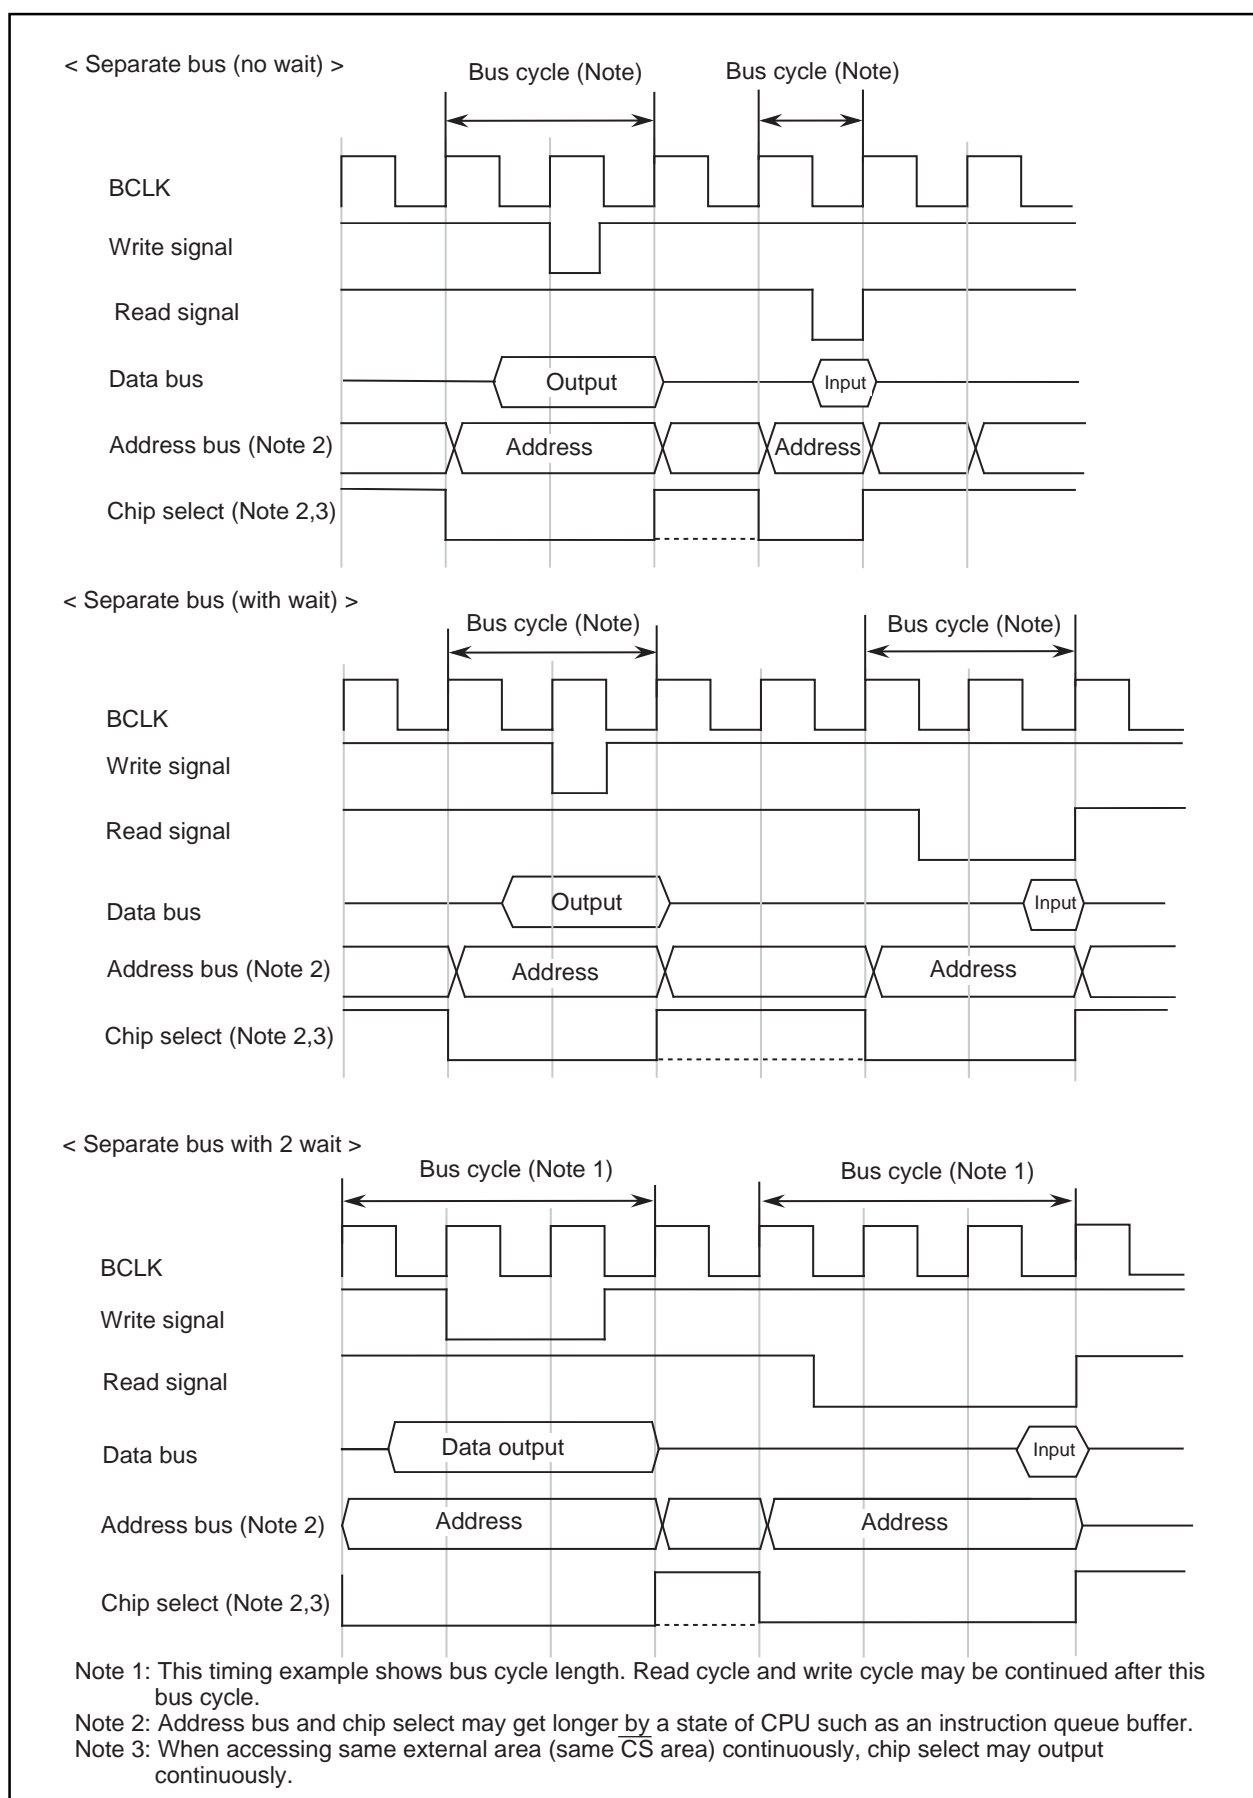 < Separate bus (no wait) >
Bus cycle (Note)
Bus cycle (Note)
BCLK
Write signal
Read signal
Data bus
Output
Input
Address bus (Note 2)
Address
Address
Chip select (Note 2,3)
< Separate bus (with wait) >
Bus cycle (Note)
Bus cycle (Note)
BCLK
Write signal
Read signal
Data bus
Output
Input
Address bus (Note 2)
Address
Address
Chip select (Note 2,3)
< Separate bus with 2 wait >
Bus cycle (Note 1)
Bus cycle (Note 1)
BCLK
Write signal
Read signal
Data bus
Data output
Input
Address bus (Note 2)
Address
Address
Chip select (Note 2,3)
Note 1: This timing example shows bus cycle length. Read cycle and write cycle may be continued after this
bus cycle.
Note 2: Address bus and chip select may get longer by a state of CPU such as an instruction queue buffer.
Note 3: When accessing same external area (same C̅S̅ area) continuously, chip select may output
continuously.